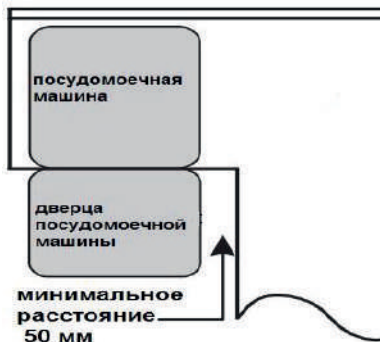 посудомоечная
машина
дверца
посудомоечной
машины
минимальное
расстояние
50 мм